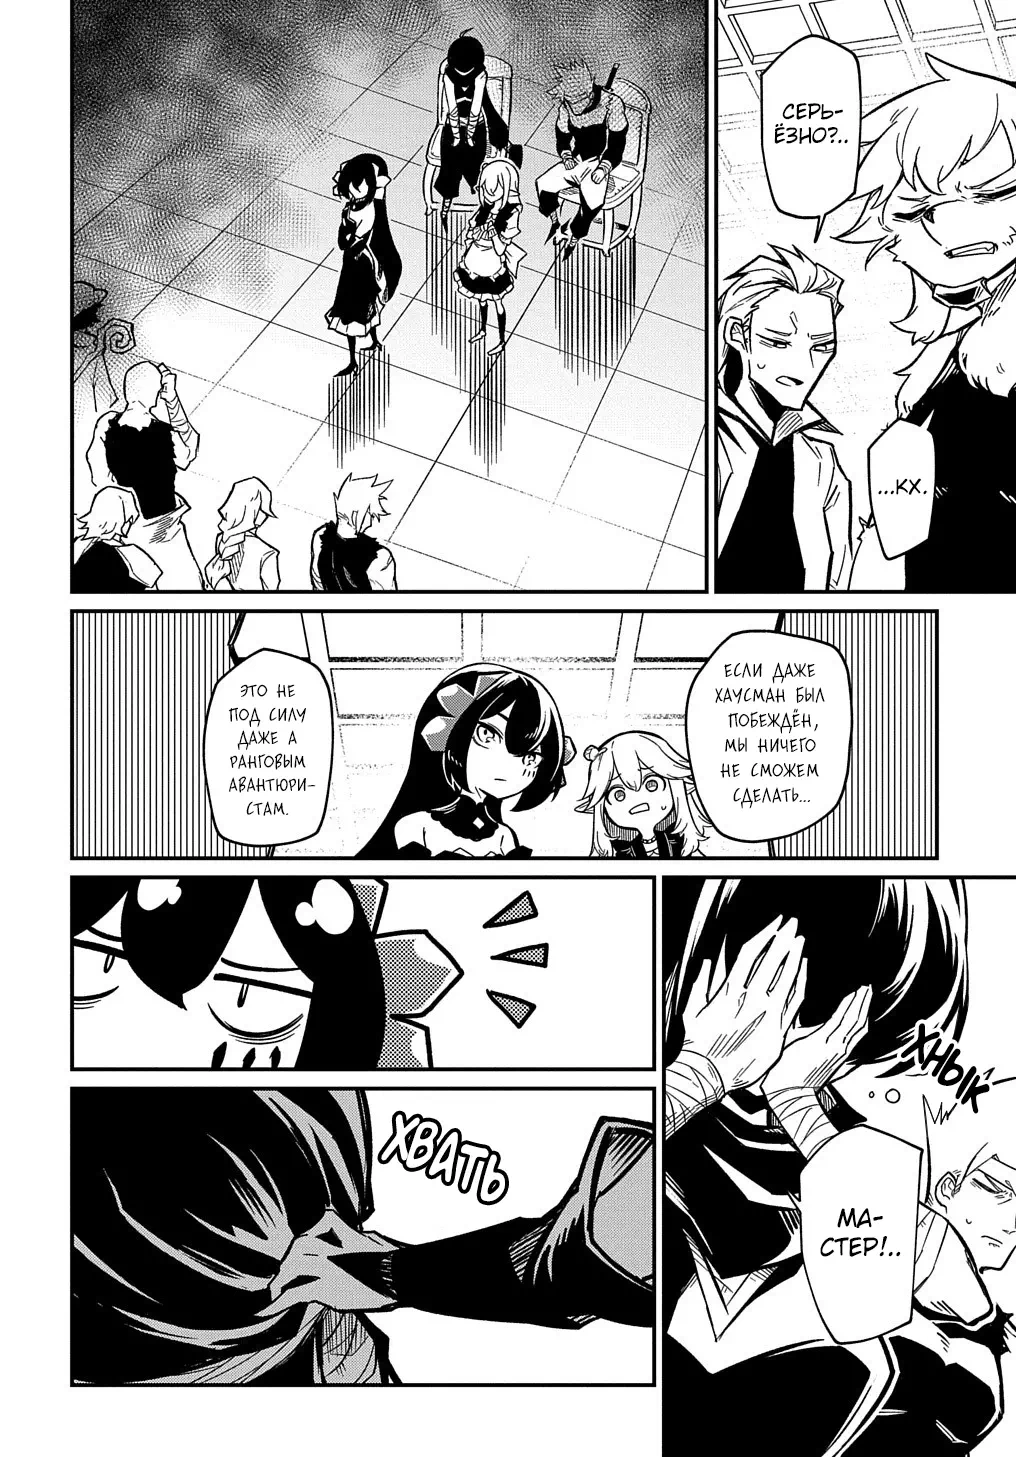 СЕРЬ-
ЁЗНО?..
...КХ.
ЕСЛИ ДАЖЕ
ХАУСМАН БЫЛ
ПОБЕЖДЁН,
МЫ НИЧЕГО
НЕ СМОЖЕМ
СДЕЛАТЬ...
ЭТО НЕ
ПОД СИЛУ
ДАЖЕ А
РАНГОВЫМ
АВАНТЮРИ-
СТАМ.
ХНЫК
МА-
СТЕР!..
ХВАТЬ